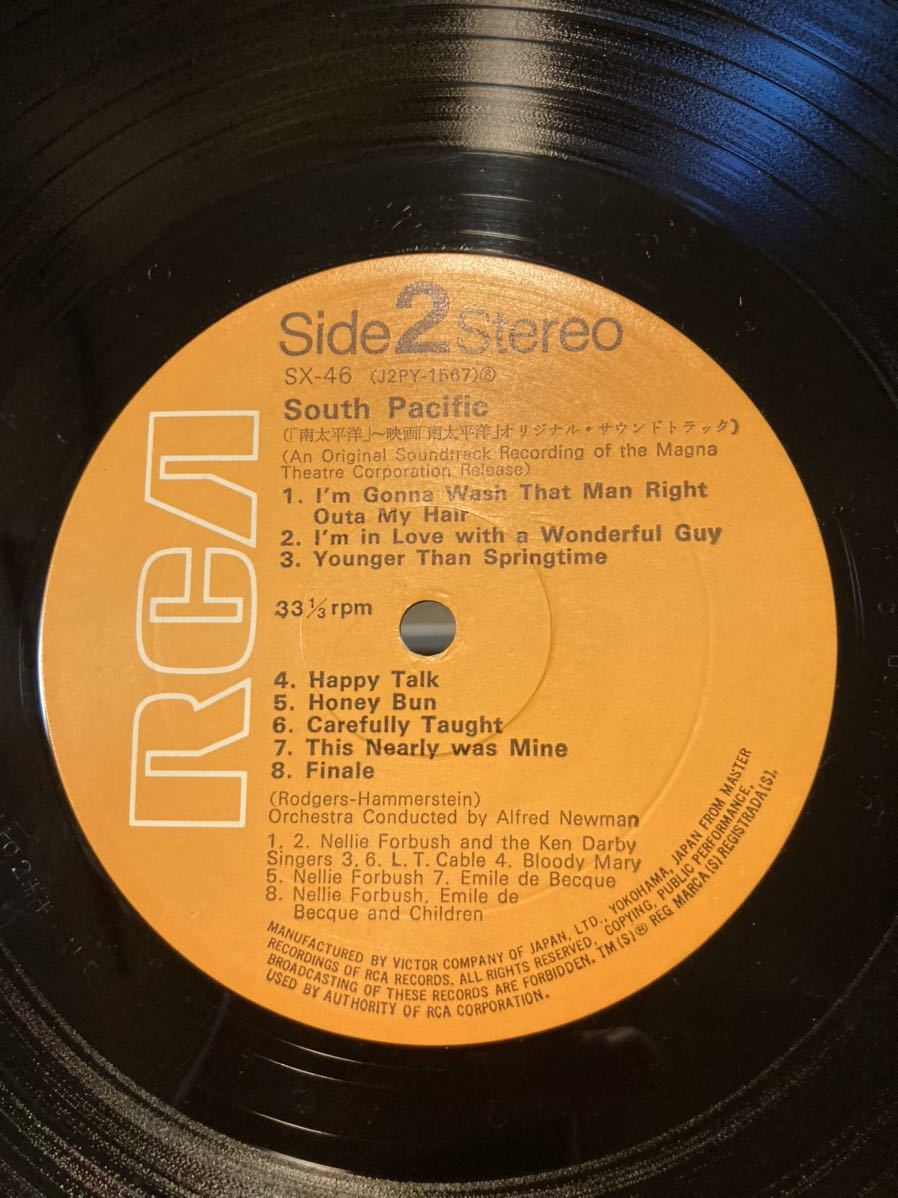 Side 2 Stereo
SX-46 (J2PY-1567)Ⓡ
South Pacific
(「南太平洋」~映画「南太平洋」オリジナル・サウンドトラック)
(An Original Soundtrack Recording of the Magna
Theatre Corporation Release)
1. I'm Gonna Wash That Man Right
Outa My Hair
2. I'm in Love with a Wonderful Guy
3. Younger Than Springtime
33 1/3 rpm
RCA
4. Happy Talk
5. Honey Bun
6. Carefully Taught
7. This Nearly was Mine
8. Finale
(Rodgers-Hammerstein)
Orchestra Conducted by Alfred Newman
1, 2. Nellie Forbush and the Ken Darby
Singers 3, 6. L. T. Cable 4. Bloody Mary
5. Nellie Forbush 7. Emile de Becque
8. Nellie Forbush, Emile de
Becque and Children
MANUFACTURED BY VICTOR COMPANY OF JAPAN, LTD., YOKOHAMA, JAPAN FROM MASTER
RECORDINGS OF RCA RECORDS. ALL RIGHTS RESERVED. COPYING, PUBLIC PERFORMANCE,
BROADCASTING OF THESE RECORDS ARE FORBIDDEN. TM(S)® REG MARCA(S) REGISTRADA(S).
USED BY AUTHORITY OF RCA CORPORATION.